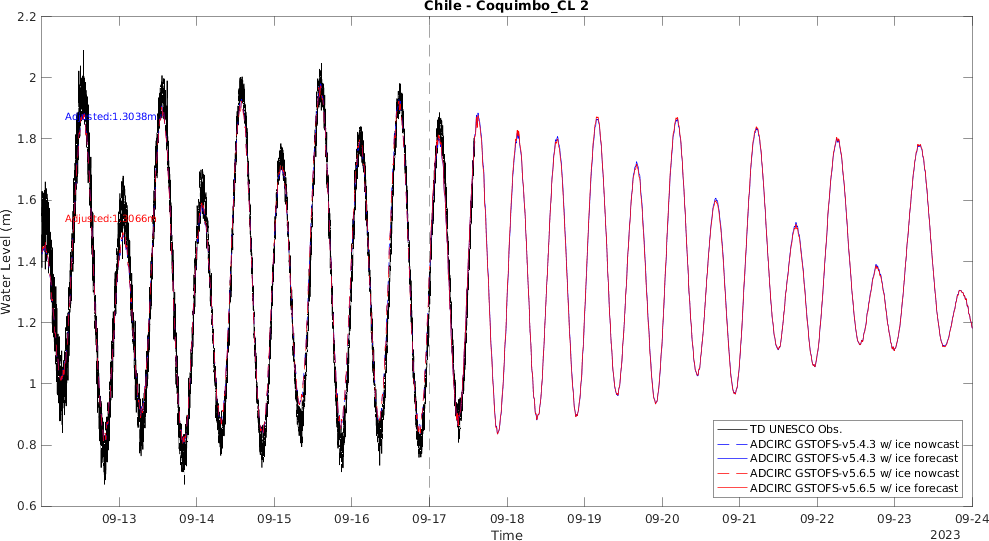 Chile - Coquimbo_CL 2
2.2
2
1.8
1.6
1.4
1.2
1
0.8
0.6
Water Level (m)
Adjusted:1.3038m
Adjusted:1.3066m
TD UNESCO Obs.
ADCIRC GSTOFS-v5.4.3 w/ ice nowcast
ADCIRC GSTOFS-v5.4.3 w/ ice forecast
ADCIRC GSTOFS-v5.6.5 w/ ice nowcast
ADCIRC GSTOFS-v5.6.5 w/ ice forecast
09-13 09-14 09-15 09-16 09-17 09-18 09-19 09-20 09-21 09-22 09-23 09-24
Time
2023